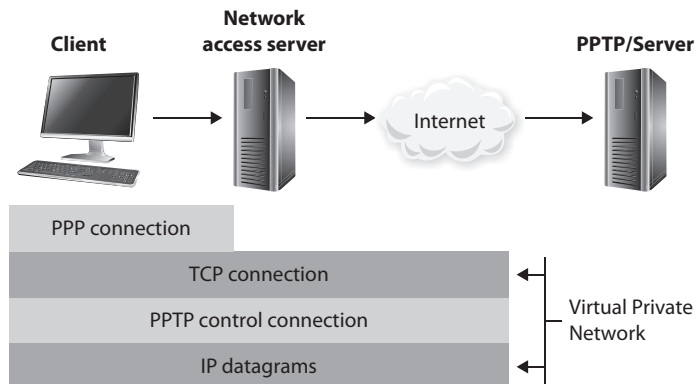 Client
Network
access server
PPTP/Server
Internet
PPP connection
TCP connection
PPTP control connection
IP datagrams
Virtual Private
Network